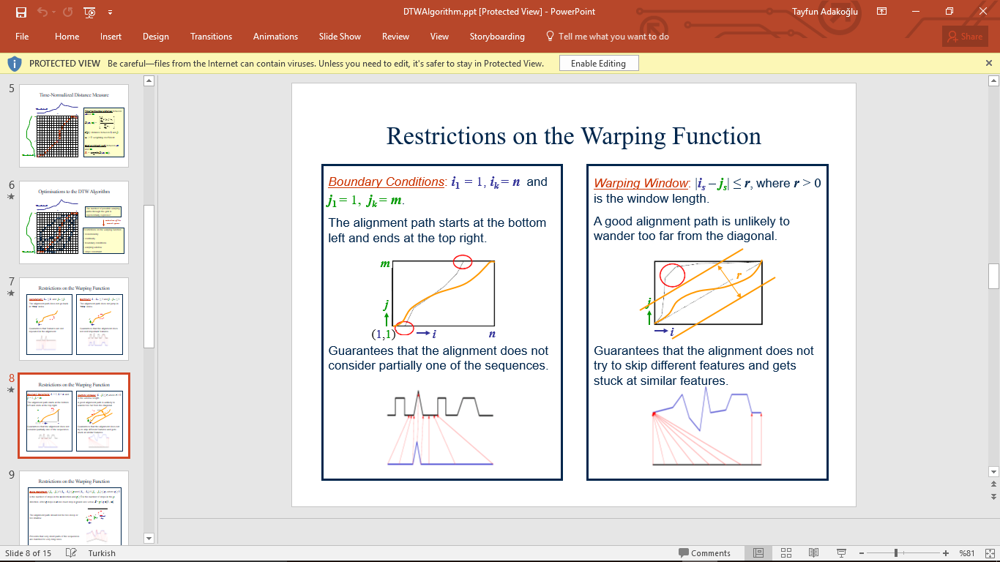 DTWAlgorithm.ppt [Protected View] - PowerPoint
Tayfun Adakoğlu
File Home Insert Design Transitions Animations Slide Show Review View Storyboarding Tell me what you want to do Share
PROTECTED VIEW Be careful—files from the Internet can contain viruses. Unless you need to edit, it's safer to stay in Protected View. Enable Editing
5
Time-Normalized Distance Measure
6
Optimisations to the DTW Algorithm
7
Restrictions on the Warping Function
8
Restrictions on the Warping Function
9
Restrictions on the Warping Function
Restrictions on the Warping Function
Boundary Conditions: i1 = 1, ik = n and
j1 = 1, jk = m.
The alignment path starts at the bottom
left and ends at the top right.
m
j
(1,1)
i
n
Guarantees that the alignment does not
consider partially one of the sequences.
Warping Window: |is – js| ≤ r, where r > 0
is the window length.
A good alignment path is unlikely to
wander too far from the diagonal.
r
j
i
Guarantees that the alignment does not
try to skip different features and gets
stuck at similar features.
Slide 8 of 15 Turkish Comments %81